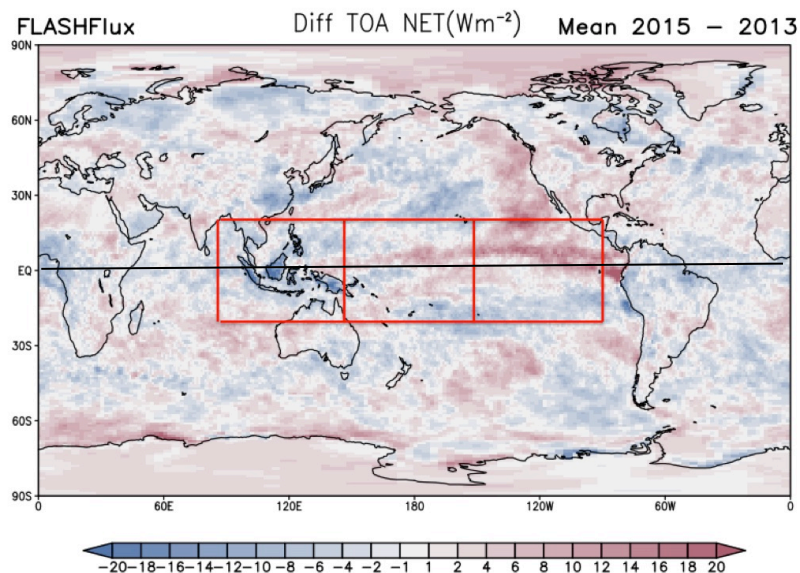 FLASHFlux Diff TOA NET(Wm⁻²) Mean 2015 − 2013
90N
60N
30N
EQ
30S
60S
90S
0 60E 120E 180 120W 60W 0
−20 −18 −16 −14 −12 −10 −8 −6 −4 −2 −1 1 2 4 6 8 10 12 14 16 18 20